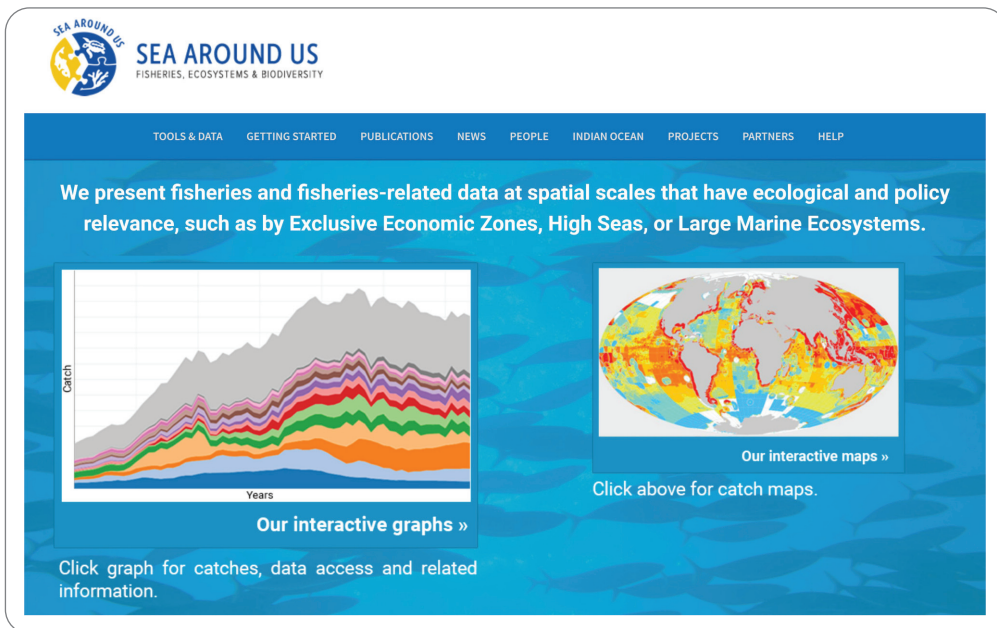 SEA AROUND US
SEA AROUND US
FISHERIES, ECOSYSTEMS & BIODIVERSITY
TOOLS & DATA GETTING STARTED PUBLICATIONS NEWS PEOPLE INDIAN OCEAN PROJECTS PARTNERS HELP
We present fisheries and fisheries-related data at spatial scales that have ecological and policy
relevance, such as by Exclusive Economic Zones, High Seas, or Large Marine Ecosystems.
Catch
Years
Our interactive graphs »
Click graph for catches, data access and related
information.
Our interactive maps »
Click above for catch maps.